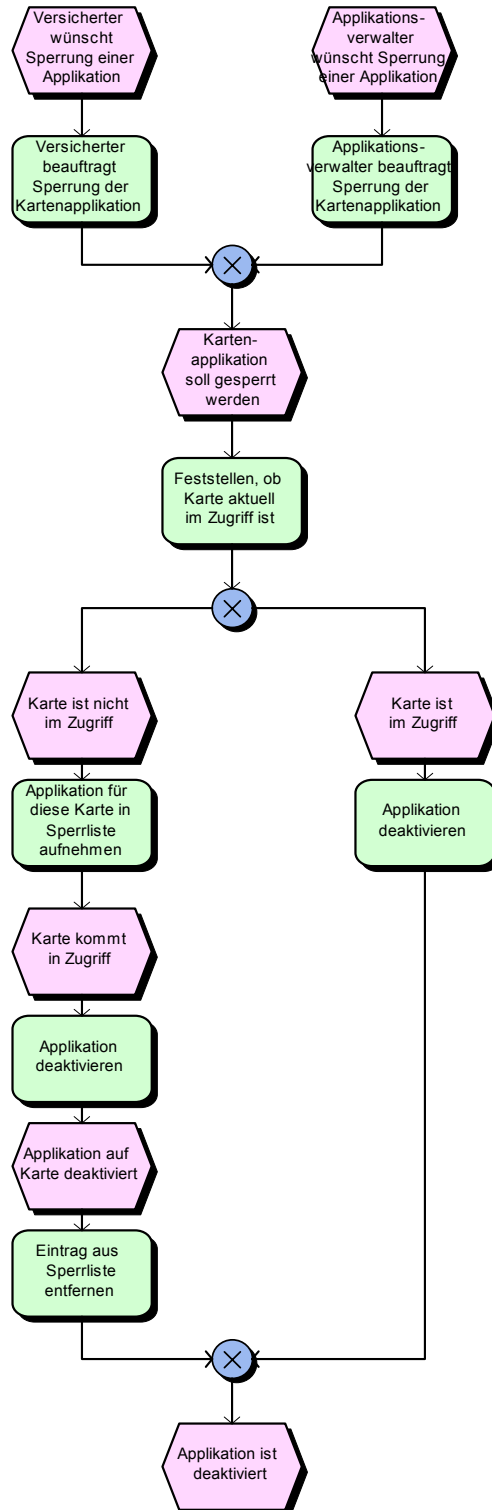 Versicherter
wünscht
Sperrung einer
Applikation
Applikations-
verwalter
wünscht Sperrung
einer Applikation
Versicherter
beauftragt
Sperrung der
Kartenapplikation
Applikations-
verwalter beauftragt
Sperrung der
Kartenapplikation
Karten-
applikation
soll gesperrt
werden
Feststellen, ob
Karte aktuell
im Zugriff ist
Karte ist nicht
im Zugriff
Karte ist
im Zugriff
Applikation für
diese Karte in
Sperrliste
aufnehmen
Applikation
deaktivieren
Karte kommt
in Zugriff
Applikation
deaktivieren
Applikation auf
Karte deaktiviert
Eintrag aus
Sperrliste
entfernen
Applikation ist
deaktiviert